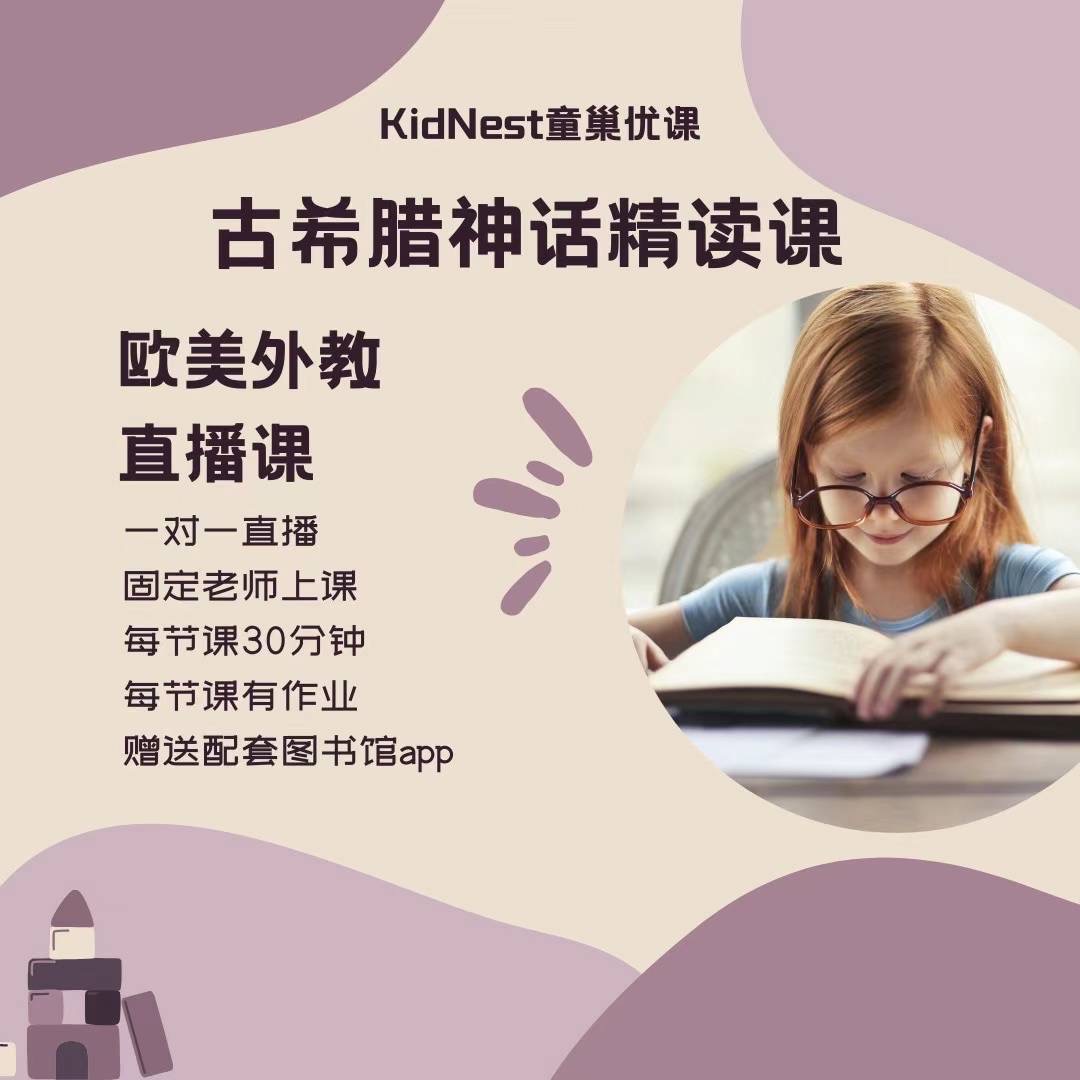 KidNest童巢优课
古希腊神话精读课
欧美外教
直播课
一对一直播
固定老师上课
每节课30分钟
每节课有作业
赠送配套图书馆app